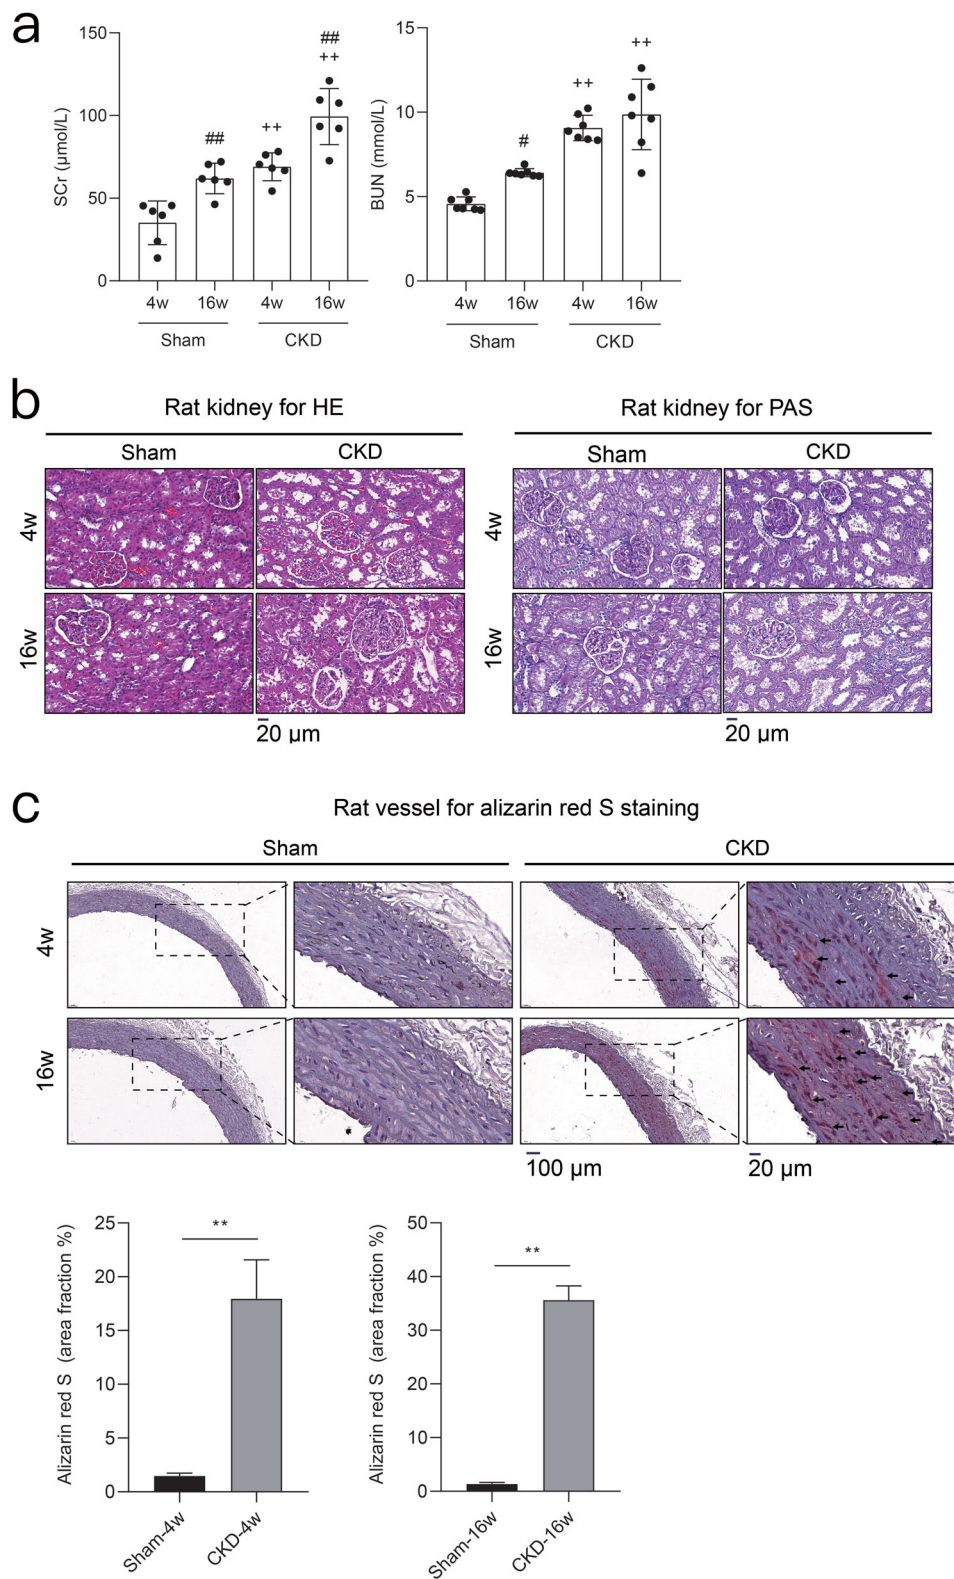 a
150
100
50
0
SCr (µmol/L)
##
++
##
++
4w 16w 4w 16w
Sham CKD
15
10
5
0
BUN (mmol/L)
#
++
++
4w 16w 4w 16w
Sham CKD
b
Rat kidney for HE
Sham CKD
4w
16w
20 µm
Rat kidney for PAS
Sham CKD
4w
16w
20 µm
c
Rat vessel for alizarin red S staining
Sham CKD
4w
16w
100 µm 20 µm
25
20
15
10
5
0
Alizarin red S (area fraction %)
**
Sham-4w
CKD-4w
50
40
30
20
10
0
Alizarin red S (area fraction %)
**
Sham-16w
CKD-16w